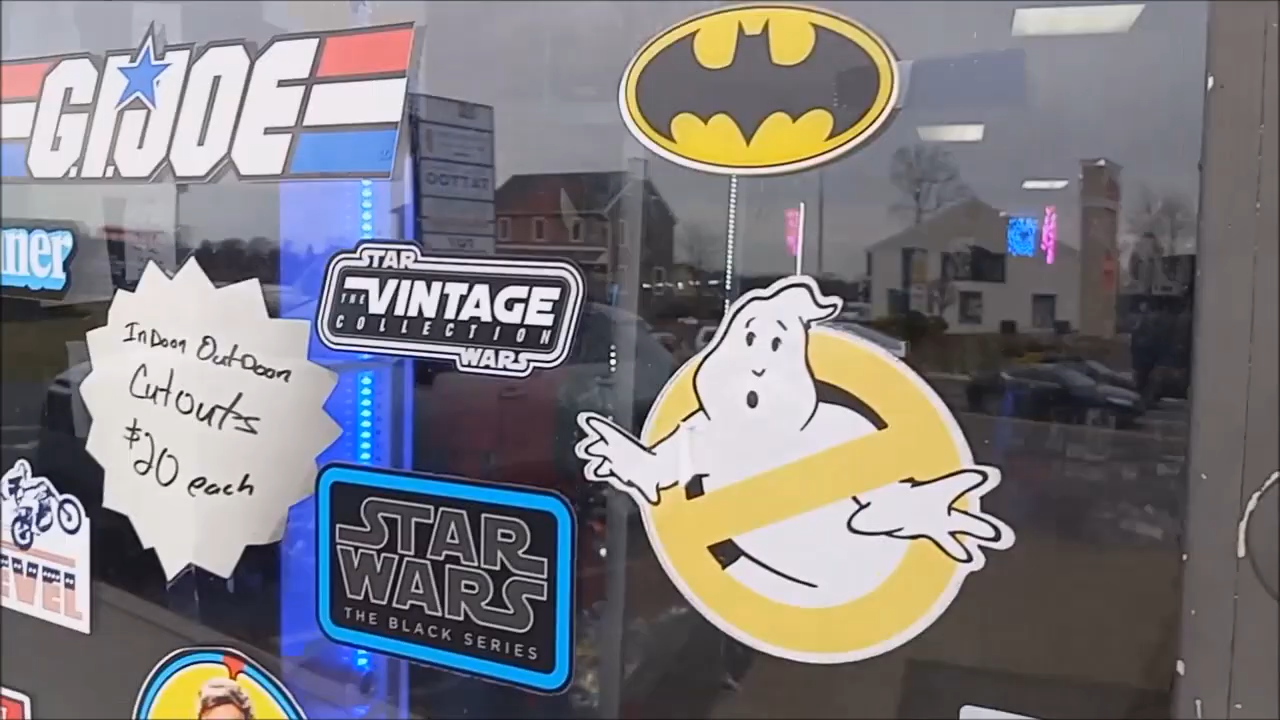 G.I.JOE
ner
InDoor OutDoor
Cutouts
$20 each
STAR
THE VINTAGE
COLLECTION
WARS
STAR
WARS
THE BLACK SERIES
EVEL